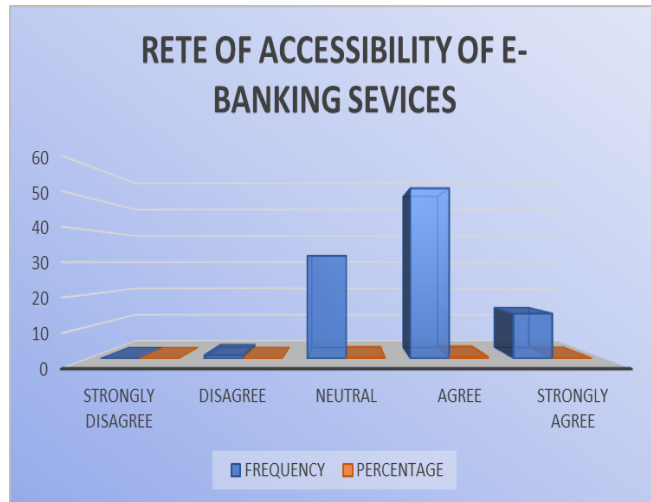 RETE OF ACCESSIBILITY OF E-
BANKING SEVICES
60
50
40
30
20
10
0
STRONGLY DISAGREE
DISAGREE
NEUTRAL
AGREE
STRONGLY AGREE
FREQUENCY PERCENTAGE